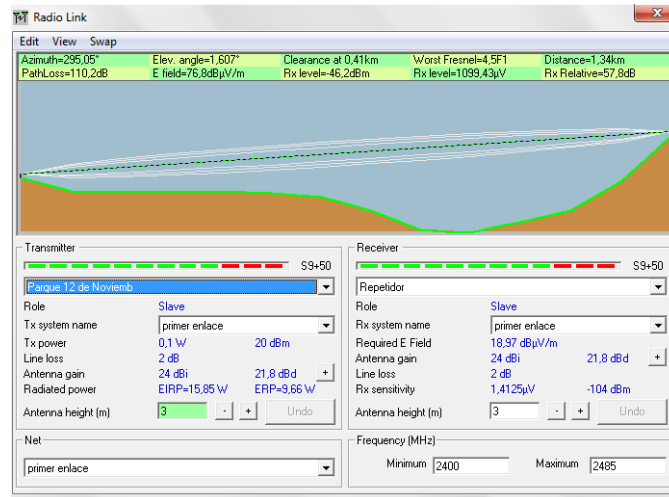 Radio Link
Edit View Swap
Azimuth=295,05° Elev. angle=1,607° Clearance at 0,41km Worst Fresnel=4,5F1 Distance=1,34km
PathLoss=110,2dB E field=76,8dBµV/m Rx level=-46,2dBm Rx level=1099,43µV Rx Relative=57,8dB
Transmitter Receiver
S9+50 S9+50
Parque 12 de Noviemb Repetidor
Role Slave Role Slave
Tx system name primer enlace Rx system name primer enlace
Tx power 0,1 W 20 dBm Required E Field 18,97 dBµV/m
Line loss 2 dB Antenna gain 24 dBi 21,8 dBd +
Antenna gain 24 dBi 21,8 dBd + Line loss 2 dB
Radiated power EIRP=15,85 W ERP=9,66 W Rx sensitivity 1,4125µV -104 dBm
Antenna height (m) 3 - + Undo Antenna height (m) 3 - + Undo
Net Frequency (MHz)
primer enlace Minimum 2400 Maximum 2485